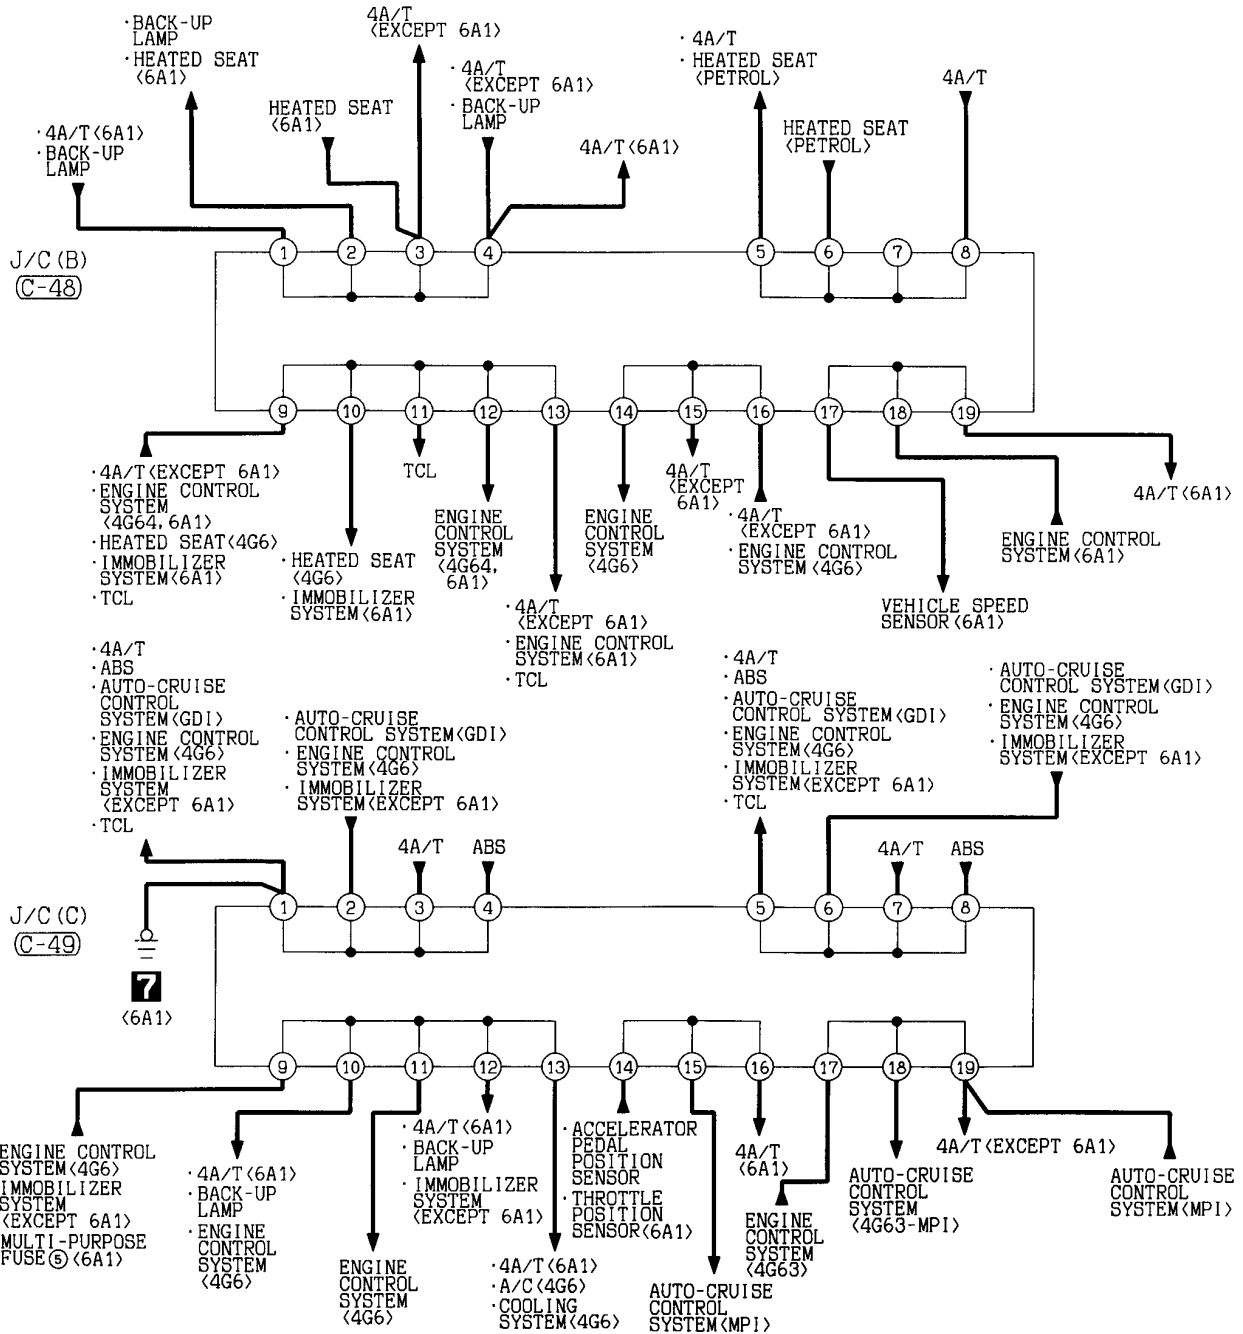 ·BACK-UP
LAMP
·HEATED SEAT
〈6A1〉
4A/T
〈EXCEPT 6A1〉
·4A/T
〈EXCEPT 6A1〉
·BACK-UP
LAMP
·4A/T
·HEATED SEAT
〈PETROL〉
4A/T
·4A/T〈6A1〉
·BACK-UP
LAMP
HEATED SEAT
〈6A1〉
4A/T〈6A1〉
HEATED SEAT
〈PETROL〉
J/C(B)
C-48
1 2 3 4 5 6 7 8
9 10 11 12 13 14 15 16 17 18 19
·4A/T〈EXCEPT 6A1〉
·ENGINE CONTROL
SYSTEM
〈4G64,6A1〉
·HEATED SEAT〈4G6〉
·IMMOBILIZER
SYSTEM〈6A1〉
·TCL
·HEATED SEAT
〈4G6〉
·IMMOBILIZER
SYSTEM〈6A1〉
TCL
ENGINE
CONTROL
SYSTEM
〈4G64,
6A1〉
·4A/T
〈EXCEPT 6A1〉
·ENGINE CONTROL
SYSTEM〈6A1〉
·TCL
ENGINE
CONTROL
SYSTEM
〈4G6〉
4A/T
〈EXCEPT
6A1〉
·4A/T
〈EXCEPT 6A1〉
·ENGINE CONTROL
SYSTEM〈4G6〉
VEHICLE SPEED
SENSOR〈6A1〉
ENGINE CONTROL
SYSTEM〈6A1〉
4A/T〈6A1〉
·4A/T
·ABS
·AUTO-CRUISE
CONTROL
SYSTEM〈GDI〉
·ENGINE CONTROL
SYSTEM〈4G6〉
·IMMOBILIZER
SYSTEM
〈EXCEPT 6A1〉
·TCL
·AUTO-CRUISE
CONTROL SYSTEM〈GDI〉
·ENGINE CONTROL
SYSTEM〈4G6〉
·IMMOBILIZER
SYSTEM〈EXCEPT 6A1〉
4A/T
ABS
·4A/T
·ABS
·AUTO-CRUISE
CONTROL SYSTEM〈GDI〉
·ENGINE CONTROL
SYSTEM〈4G6〉
·IMMOBILIZER
SYSTEM〈EXCEPT 6A1〉
·TCL
·AUTO-CRUISE
CONTROL SYSTEM〈GDI〉
·ENGINE CONTROL
SYSTEM〈4G6〉
·IMMOBILIZER
SYSTEM〈EXCEPT 6A1〉
4A/T
ABS
J/C(C)
C-49
7
〈6A1〉
1 2 3 4 5 6 7 8
9 10 11 12 13 14 15 16 17 18 19
ENGINE CONTROL
SYSTEM〈4G6〉
IMMOBILIZER
SYSTEM
〈EXCEPT 6A1〉
MULTI-PURPOSE
FUSE⑤〈6A1〉
·4A/T〈6A1〉
·BACK-UP
LAMP
·ENGINE
CONTROL
SYSTEM
〈4G6〉
ENGINE
CONTROL
SYSTEM
〈4G6〉
·4A/T〈6A1〉
·BACK-UP
LAMP
·IMMOBILIZER
SYSTEM
〈EXCEPT 6A1〉
·4A/T〈6A1〉
·A/C〈4G6〉
·COOLING
SYSTEM〈4G6〉
·ACCELERATOR
PEDAL
POSITION
SENSOR
·THROTTLE
POSITION
SENSOR〈6A1〉
AUTO-CRUISE
CONTROL
SYSTEM〈MPI〉
4A/T
〈6A1〉
ENGINE
CONTROL
SYSTEM
〈4G63〉
AUTO-CRUISE
CONTROL
SYSTEM
〈4G63-MPI〉
4A/T〈EXCEPT 6A1〉
AUTO-CRUISE
CONTROL
SYSTEM〈MPI〉